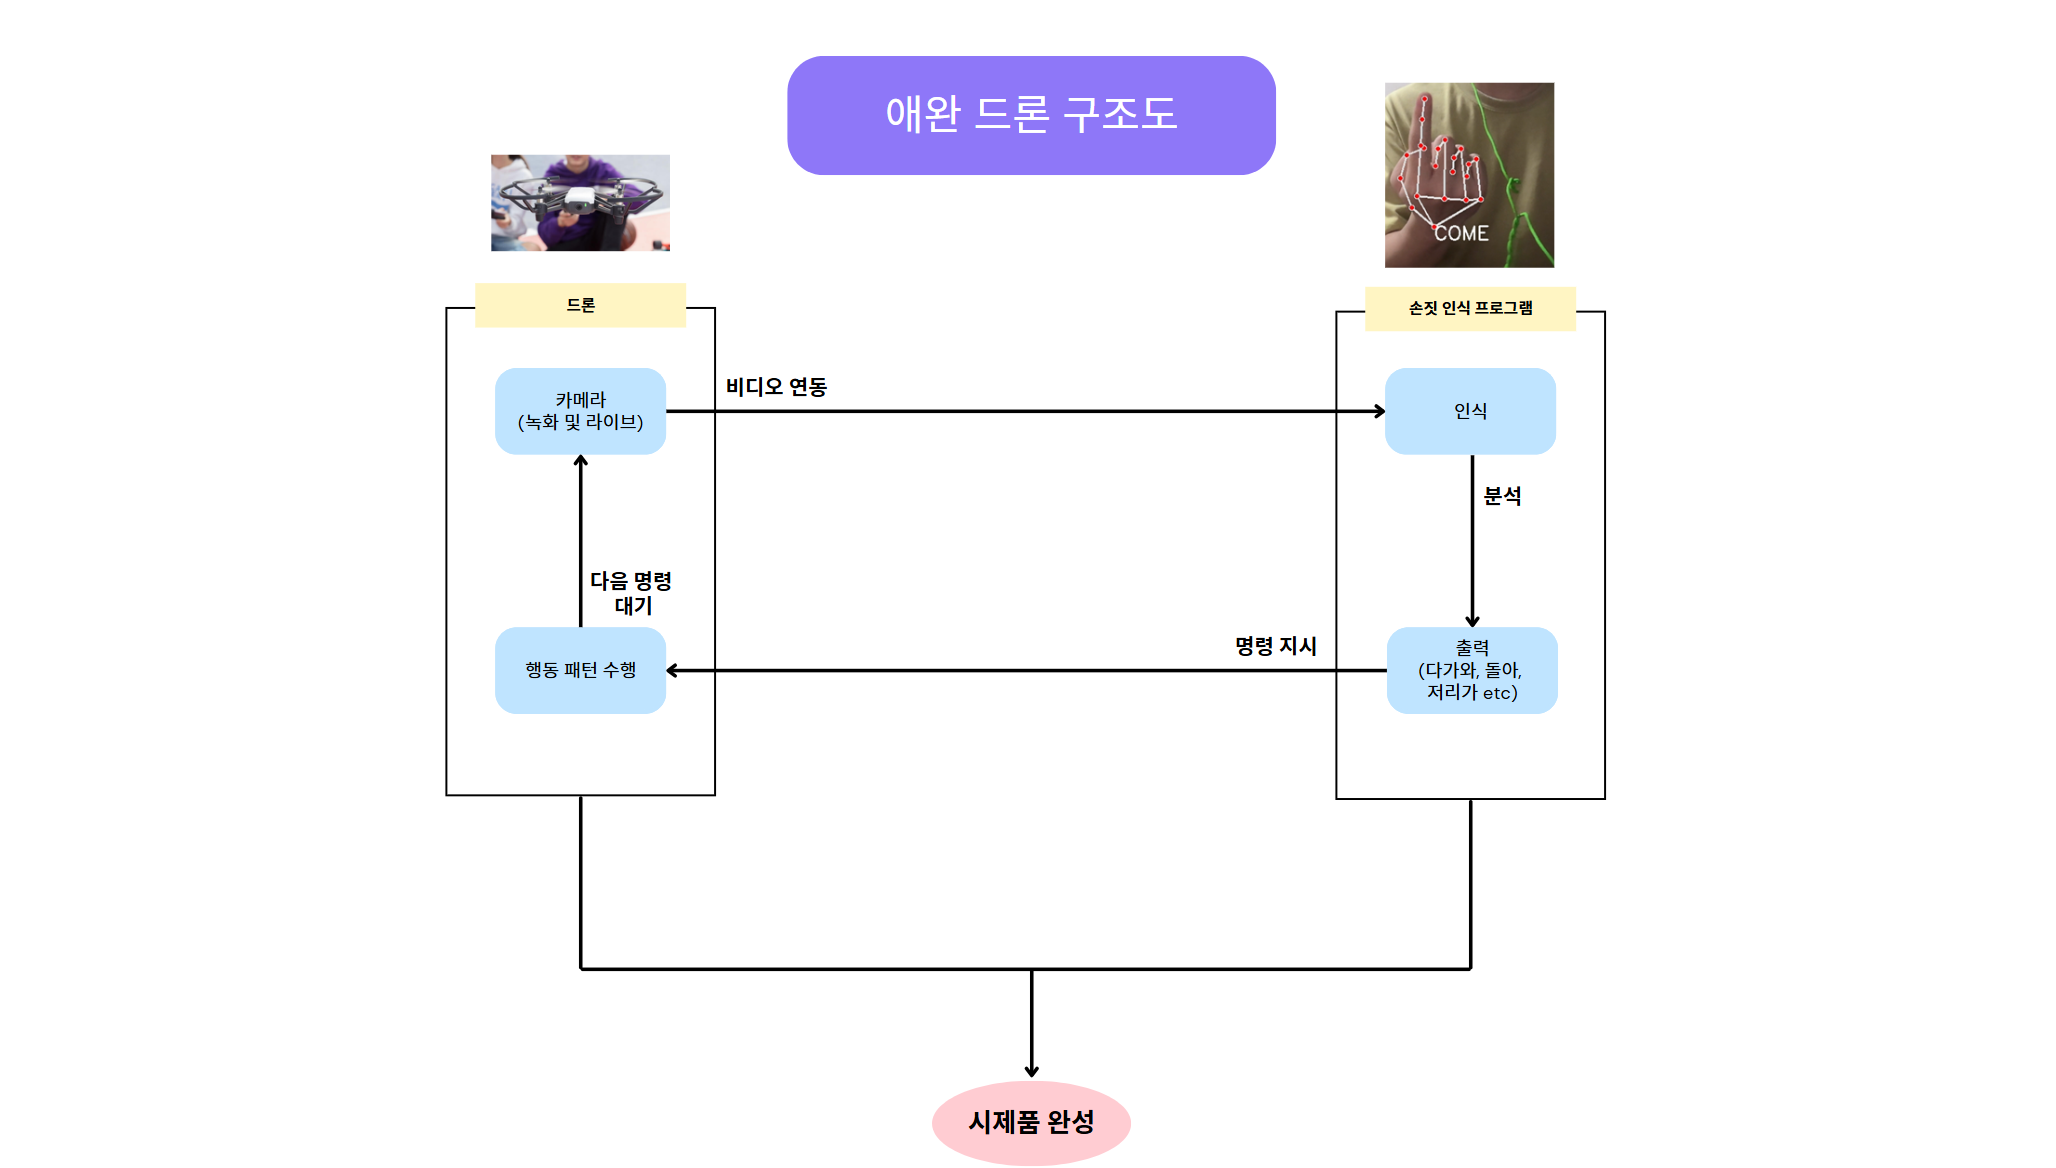 애완 드론 구조도
COME
드론
손짓 인식 프로그램
카메라
(녹화 및 라이브)
비디오 연동
인식
분석
다음 명령
대기
행동 패턴 수행
명령 지시
출력
(다가와, 돌아,
저리가 etc)
시제품 완성